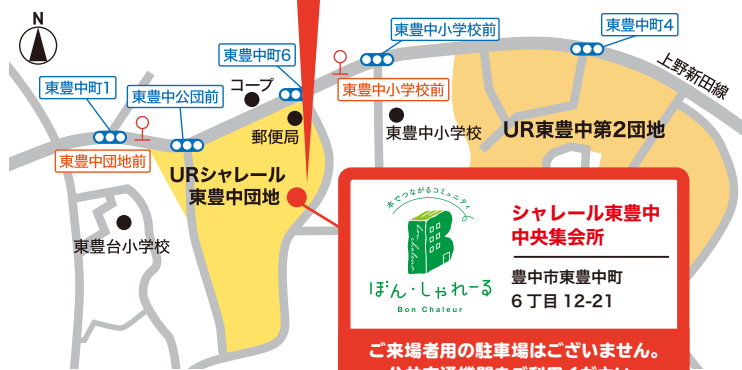 N
東豊中町4
東豊中小学校前
東豊中町6
上野新田線
コープ
東豊中町1
東豊中公団前
東豊中小学校前
郵便局
東豊中小学校
UR東豊中第2団地
東豊中団地前
URシャレール
東豊中団地
本でつながるコミュニティ
シャレール東豊中
中央集会所
東豊台小学校
豊中市東豊中町
6丁目12-21
ぼん・しゃれーる
Bon Chaleur
ご来場者用の駐車場はございません。